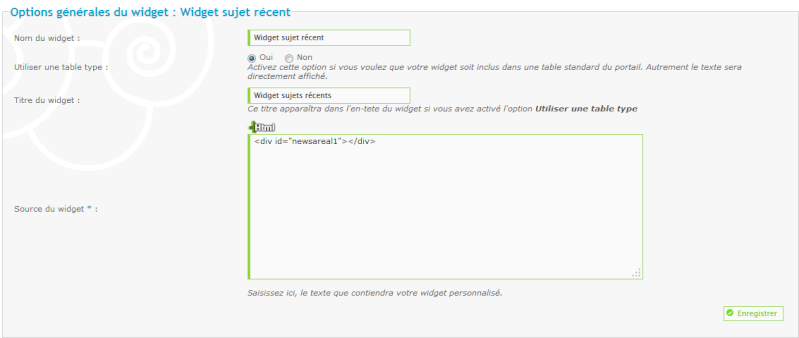 Options générales du widget : Widget sujet récent
Nom du widget :
Widget sujet récent
Utiliser une table type :
Oui Non
Activez cette option si vous voulez que votre widget soit inclus dans une table standard du portail. Autrement le texte sera
directement affiché.
Titre du widget :
Widget sujets récents
Ce titre apparaîtra dans l'en-tete du widget si vous avez activé l'option Utiliser une table type
Html
<div id="newsareal1"></div>
Source du widget * :
Saisissez ici, le texte que contiendra votre widget personnalisé.
Enregistrer